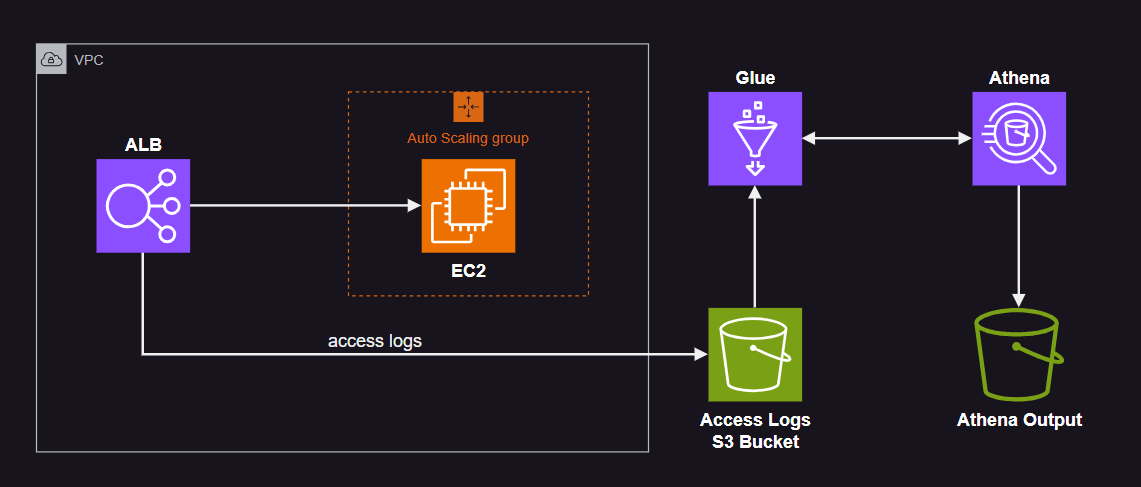 VPC
ALB
Auto Scaling group
EC2
access logs
Glue
Athena
Access Logs
S3 Bucket
Athena Output